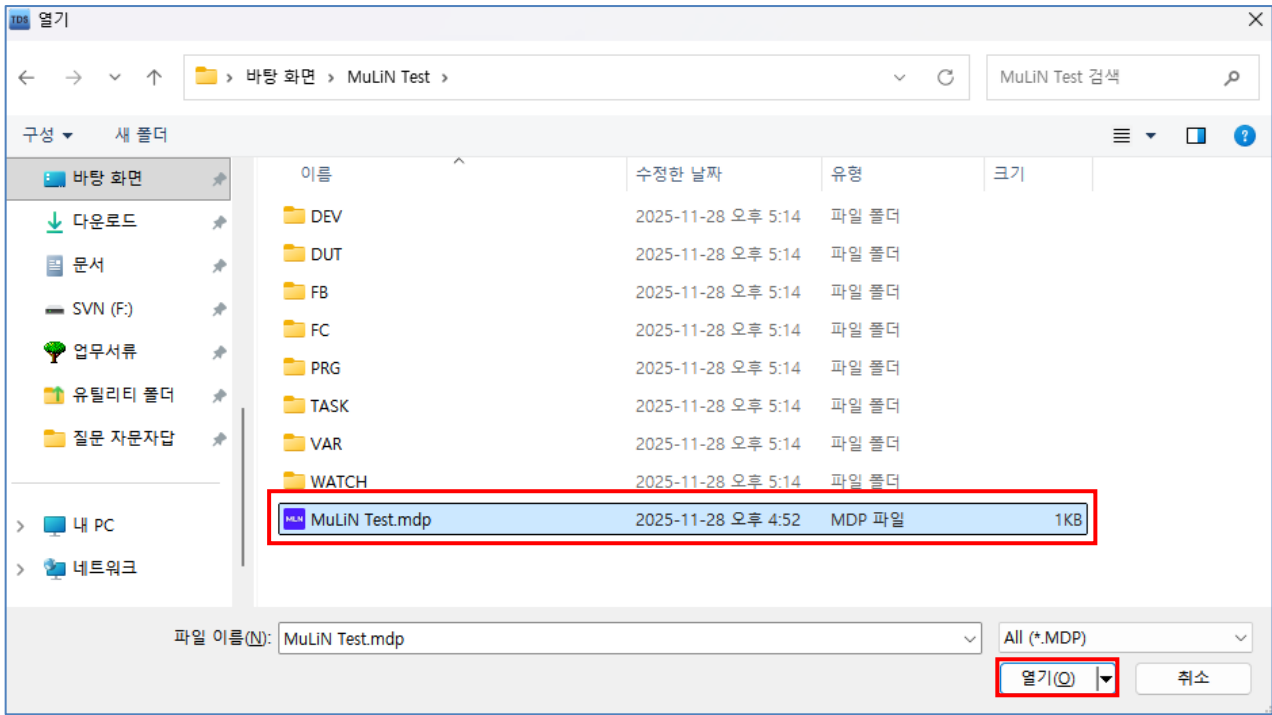 TDS 열기
바탕 화면 > MuLiN Test >
MuLiN Test 검색
구성 새 폴더
이름 수정한 날짜 유형 크기
바탕 화면
다운로드
문서
SVN (F:)
업무서류
유틸리티 폴더
질문 자문자답
내 PC
네트워크
DEV 2025-11-28 오후 5:14 파일 폴더
DUT 2025-11-28 오후 5:14 파일 폴더
FB 2025-11-28 오후 5:14 파일 폴더
FC 2025-11-28 오후 5:14 파일 폴더
PRG 2025-11-28 오후 5:14 파일 폴더
TASK 2025-11-28 오후 5:14 파일 폴더
VAR 2025-11-28 오후 5:14 파일 폴더
WATCH 2025-11-28 오후 5:14 파일 폴더
MLN MuLiN Test.mdp 2025-11-28 오후 4:52 MDP 파일 1KB
파일 이름(N): MuLiN Test.mdp All (*.MDP)
열기(O) 취소